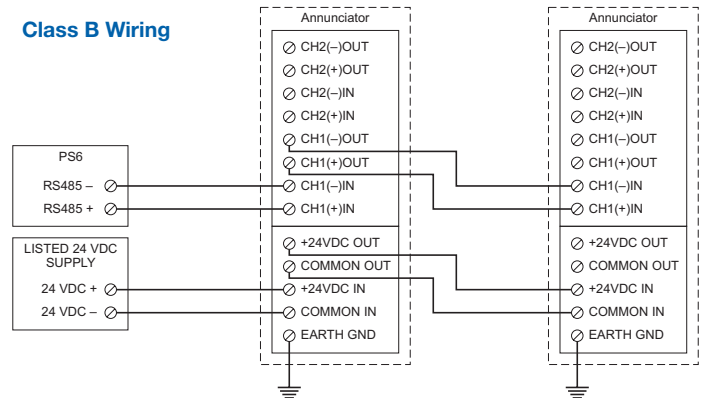 Class B Wiring
PS6
RS485 –
RS485 +
LISTED 24 VDC
SUPPLY
24 VDC +
24 VDC –
Annunciator
CH2(–)OUT
CH2(+)OUT
CH2(–)IN
CH2(+)IN
CH1(–)OUT
CH1(+)OUT
CH1(–)IN
CH1(+)IN
+24VDC OUT
COMMON OUT
+24VDC IN
COMMON IN
EARTH GND
Annunciator
CH2(–)OUT
CH2(+)OUT
CH2(–)IN
CH2(+)IN
CH1(–)OUT
CH1(+)OUT
CH1(–)IN
CH1(+)IN
+24VDC OUT
COMMON OUT
+24VDC IN
COMMON IN
EARTH GND